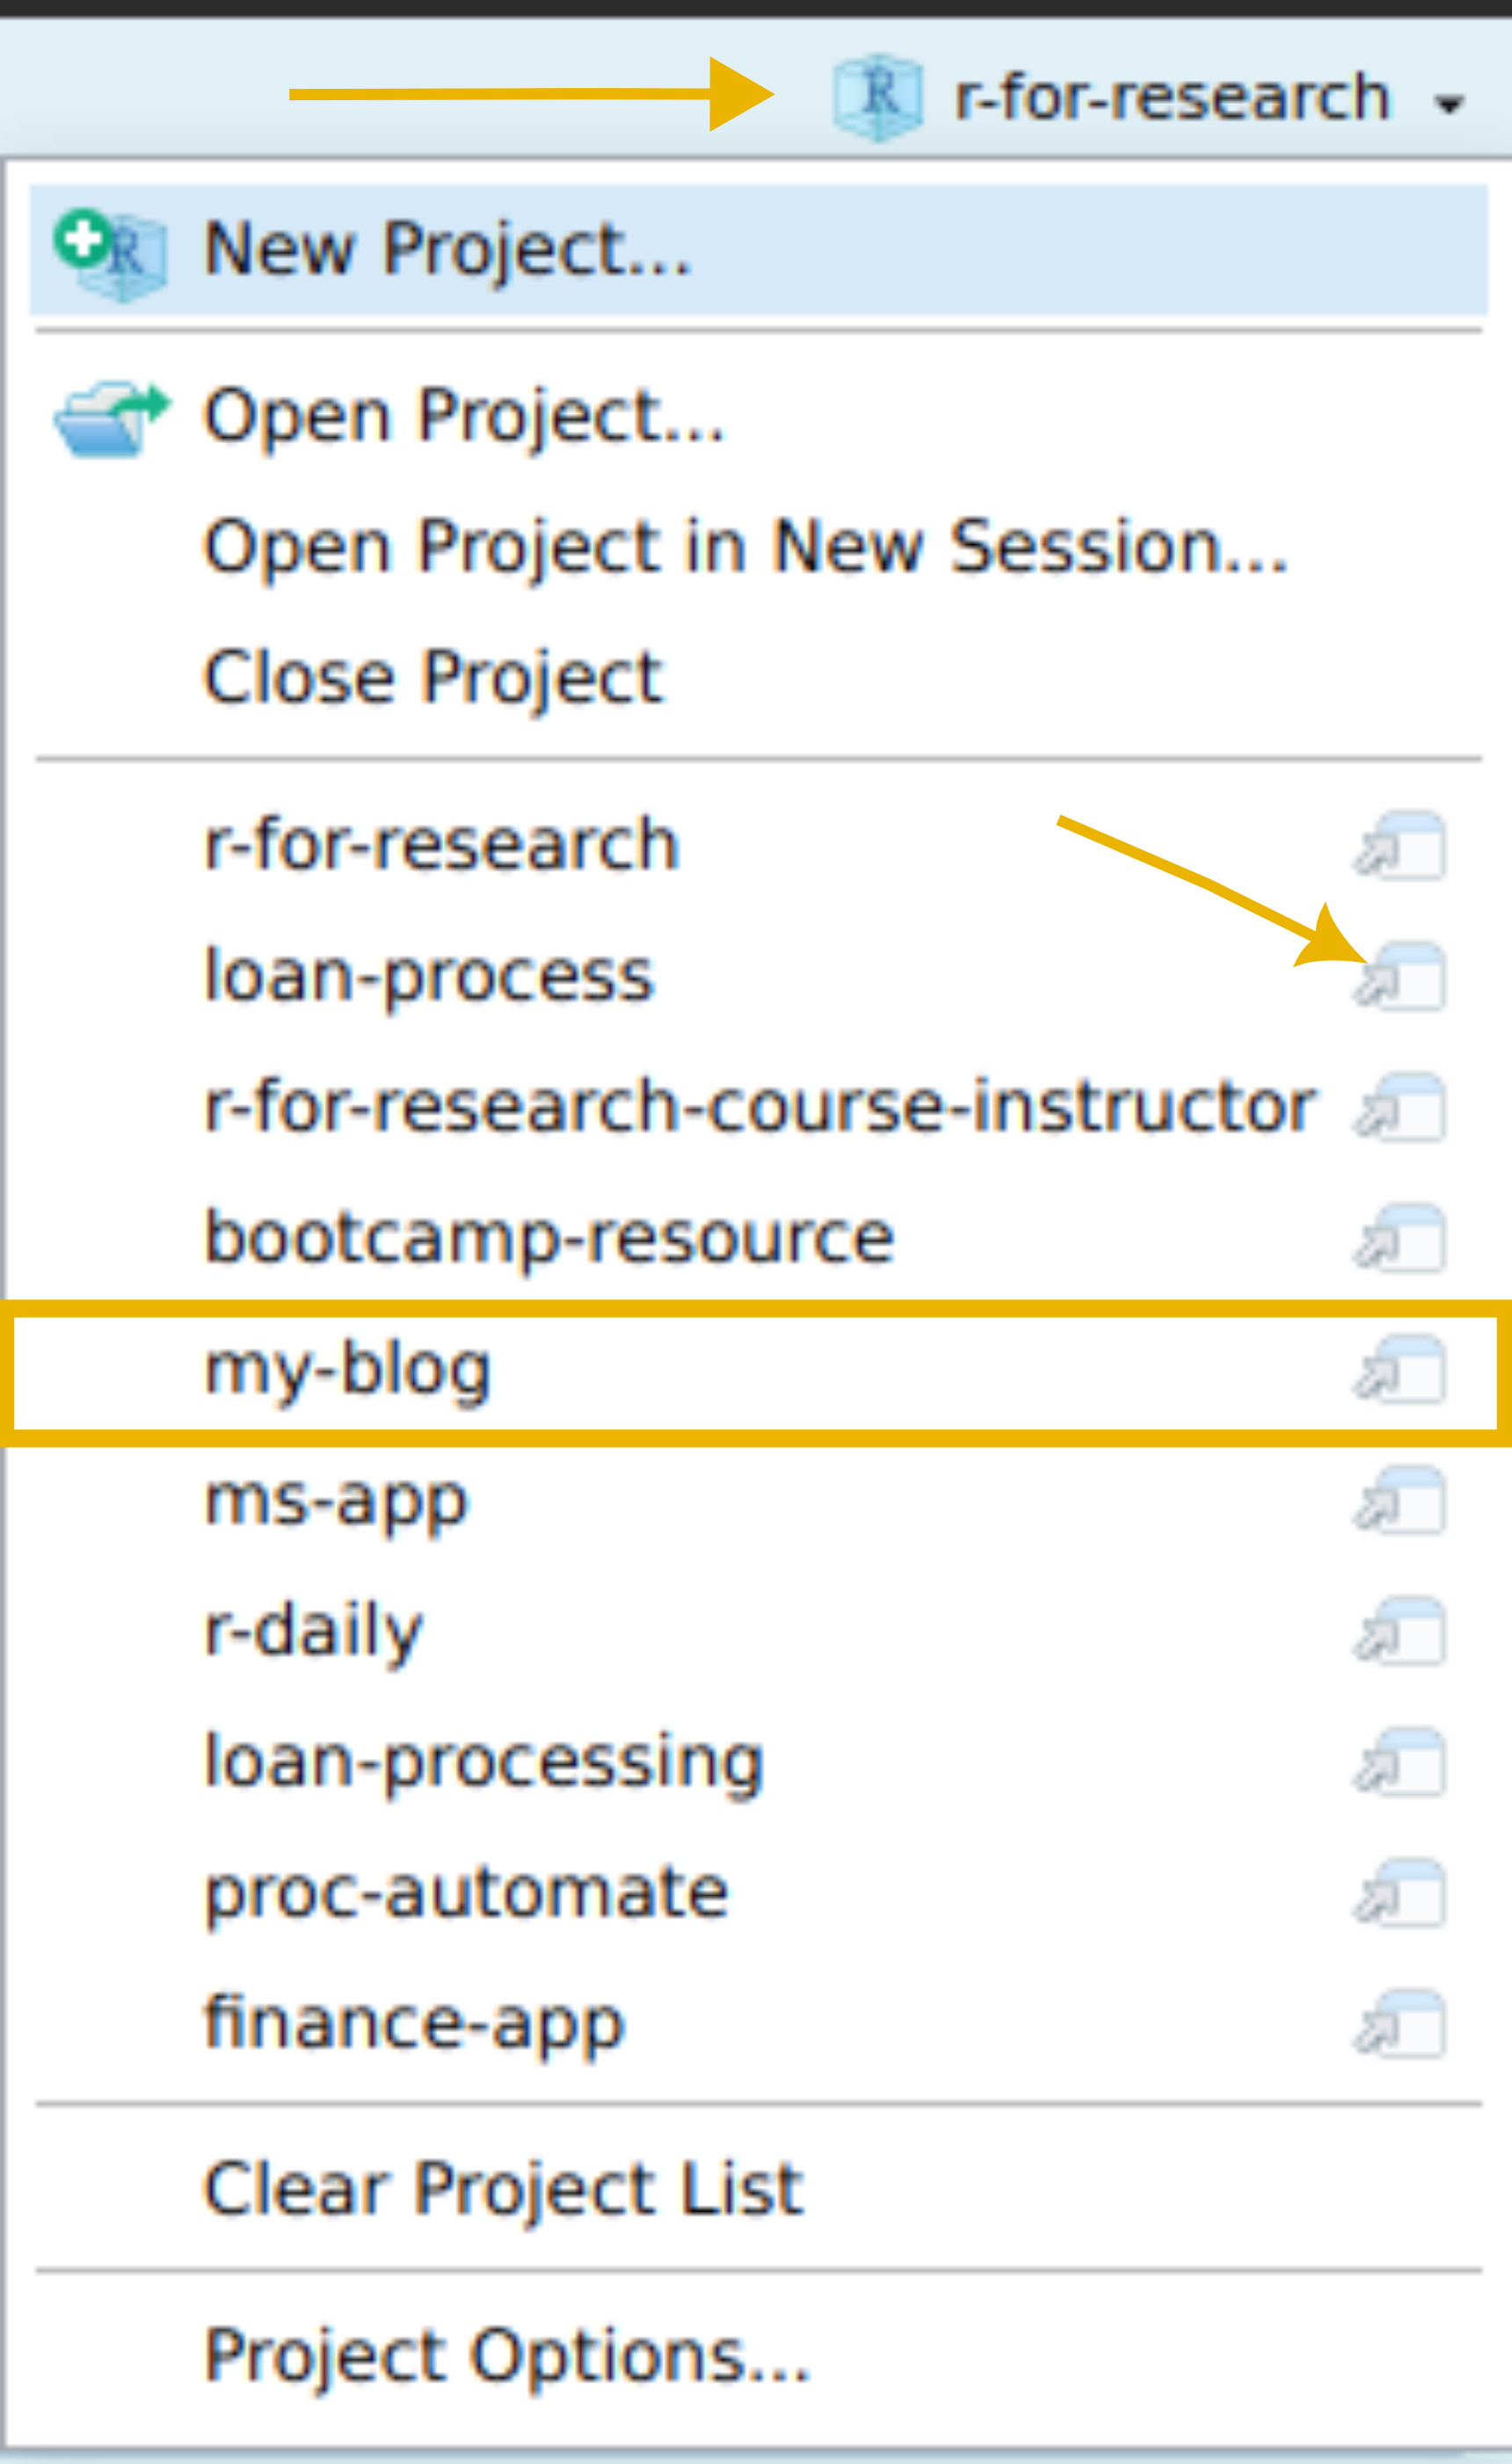 r-for-research
New Project...
Open Project...
Open Project in New Session...
Close Project
r-for-research
loan-process
r-for-research-course-instructor
bootcamp-resource
my-blog
ms-app
r-daily
loan-processing
proc-automate
finance-app
Clear Project List
Project Options...